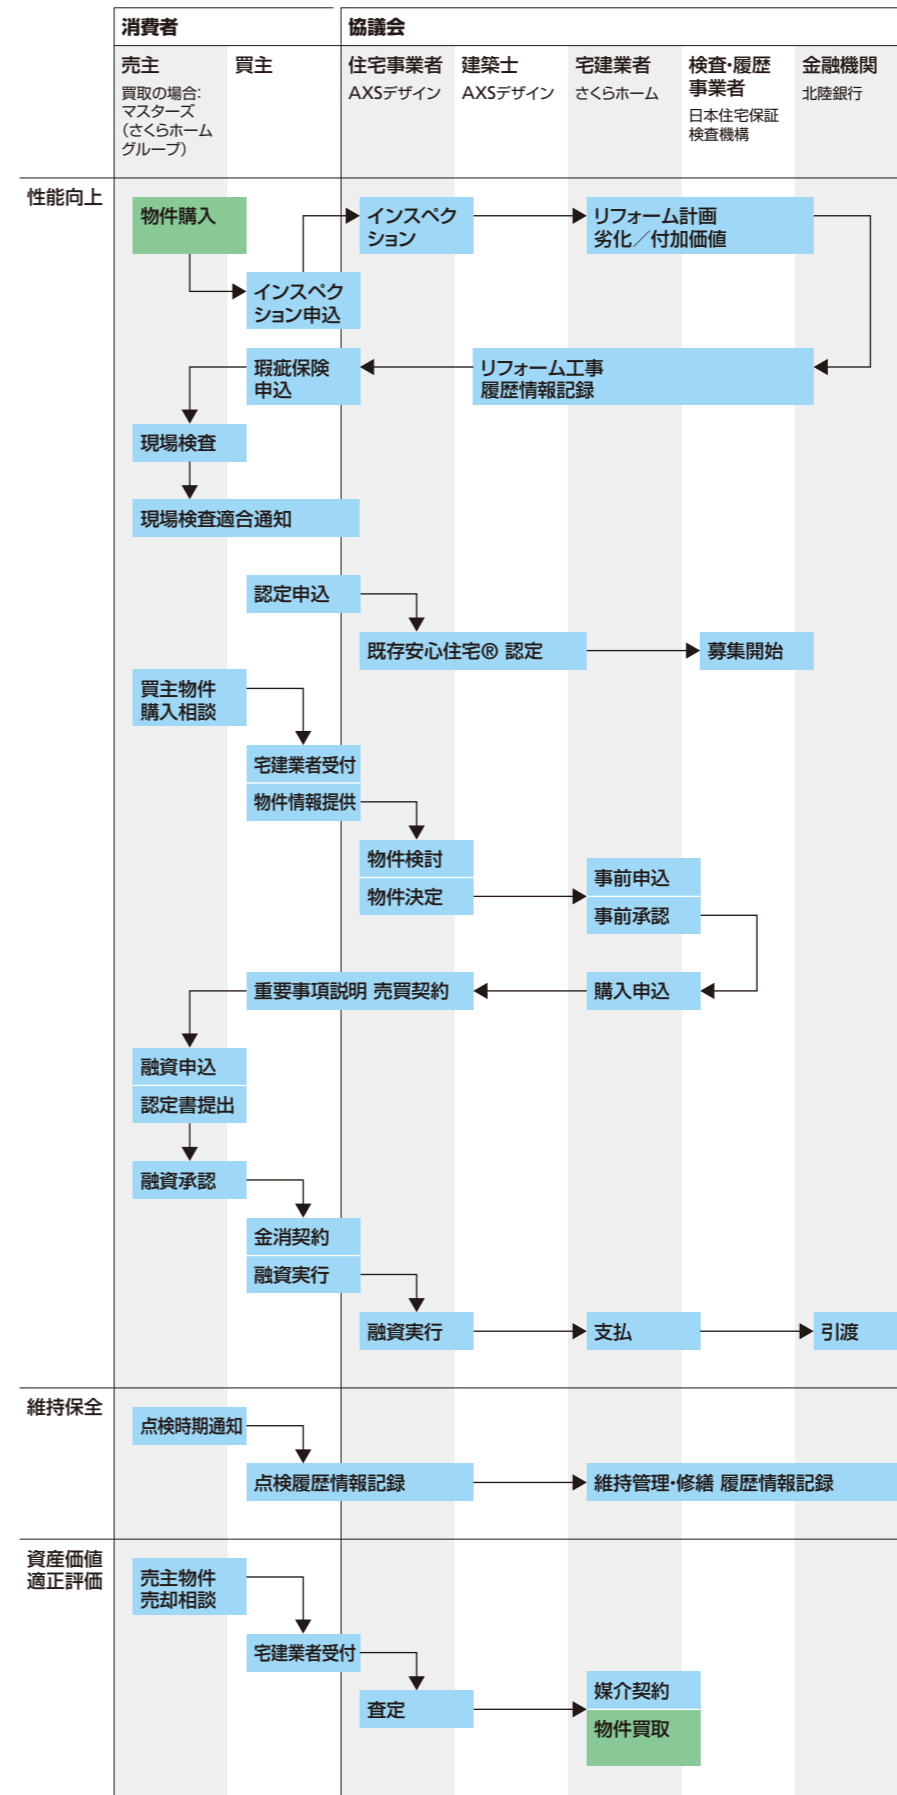 消費者
協議会
売主
買取の場合:
マスターズ
(さくらホーム
グループ)
買主
住宅事業者
AXSデザイン
建築士
AXSデザイン
宅建業者
さくらホーム
検査・履歴
事業者
日本住宅保証
検査機構
金融機関
北陸銀行
性能向上
物件購入
インスペク
ション
リフォーム計画
劣化／付加価値
インスペク
ション申込
瑕疵保険
申込
リフォーム工事
履歴情報記録
現場検査
現場検査適合通知
認定申込
既存安心住宅® 認定
募集開始
買主物件
購入相談
宅建業者受付
物件情報提供
物件検討
物件決定
事前申込
事前承認
重要事項説明 売買契約
購入申込
融資申込
認定書提出
融資承認
金消契約
融資実行
融資実行
支払
引渡
維持保全
点検時期通知
点検履歴情報記録
維持管理・修繕 履歴情報記録
資産価値
適正評価
売主物件
売却相談
宅建業者受付
査定
媒介契約
物件買取